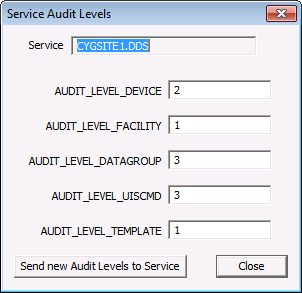 Service Audit Levels
Service CYGSITE1.DDS
AUDIT_LEVEL_DEVICE 2
AUDIT_LEVEL_FACILITY 1
AUDIT_LEVEL_DATAGROUP 3
AUDIT_LEVEL_UISCMD 3
AUDIT_LEVEL_TEMPLATE 1
Send new Audit Levels to Service Close